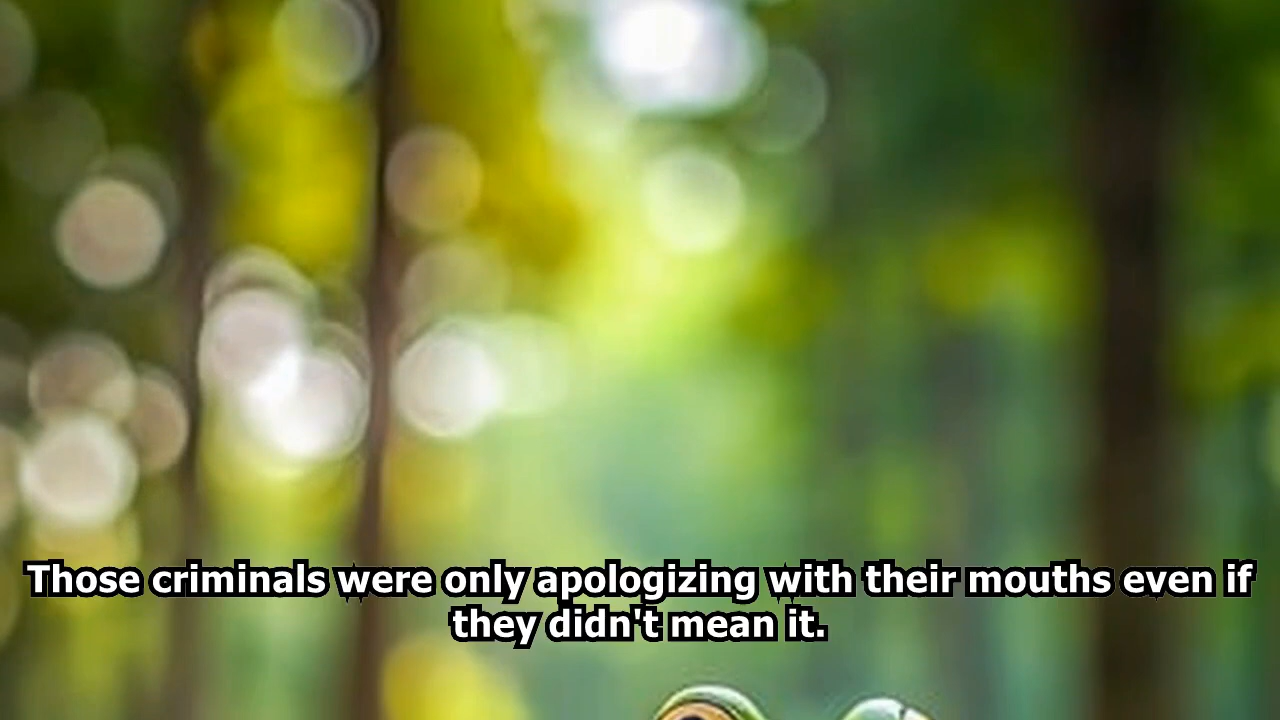 Those criminals were only apologizing with their mouths even if
they didn't mean it.